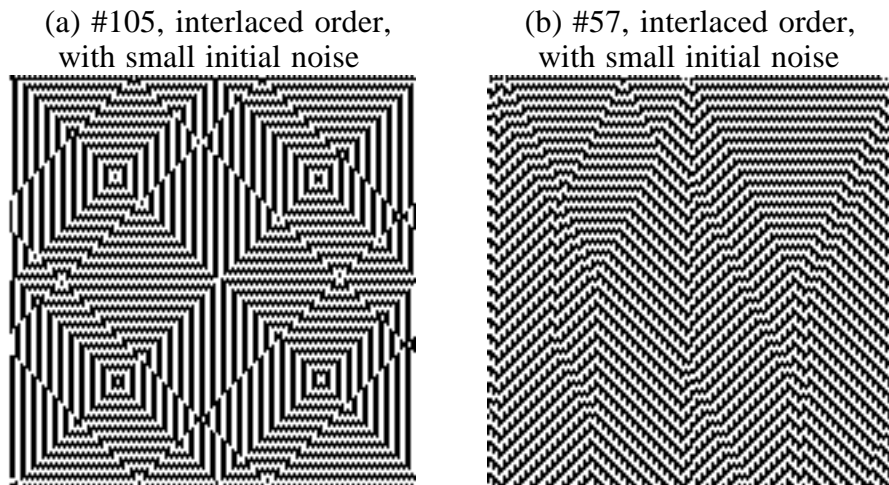 (a) #105, interlaced order,
with small initial noise
(b) #57, interlaced order,
with small initial noise